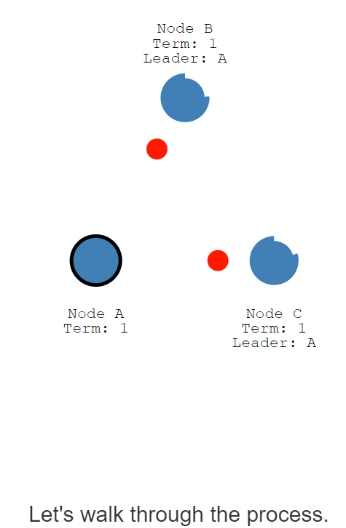 Node B
Term: 1
Leader: A
Node A
Term: 1
Node C
Term: 1
Leader: A
Let's walk through the process.